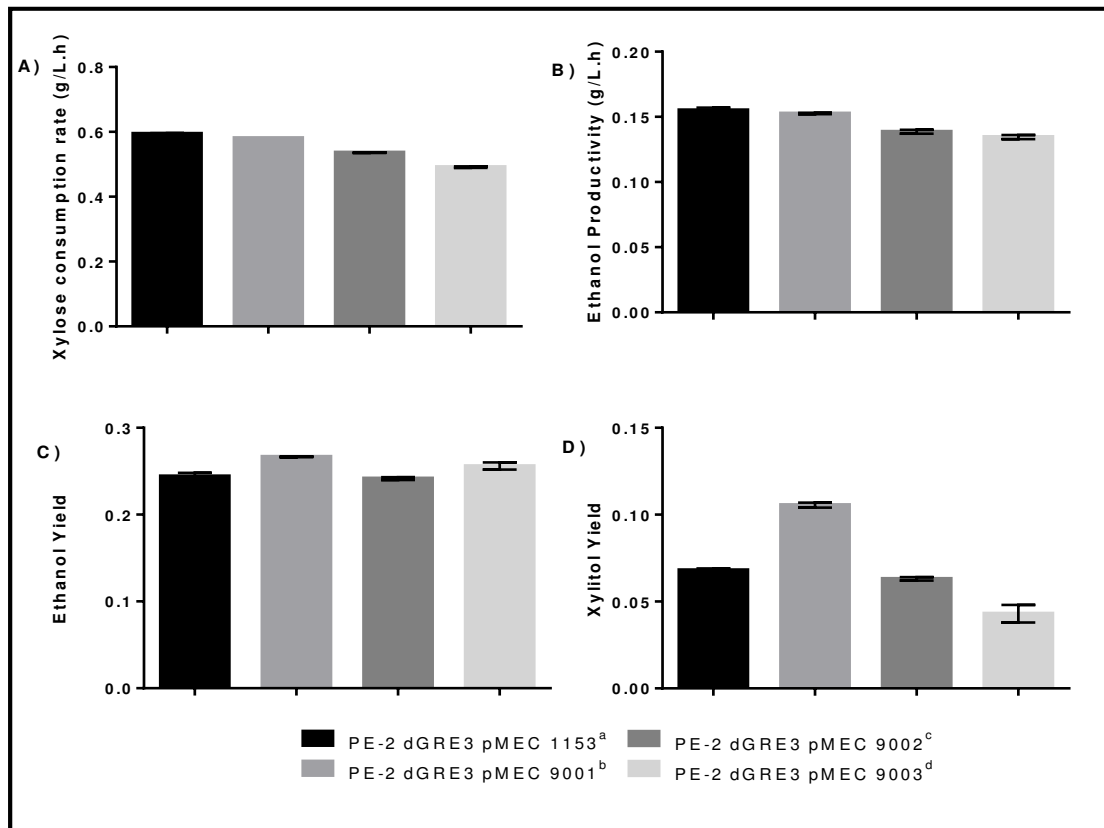 A)
Xylose consumption rate (g/L.h)
0.8
0.6
0.4
0.2
0.0
B)
Ethanol Productivity (g/L.h)
0.20
0.15
0.10
0.05
0.00
C)
Ethanol Yield
0.3
0.2
0.1
0.0
D)
Xylitol Yield
0.15
0.10
0.05
0.00
PE-2 dGRE3 pMEC 1153a
PE-2 dGRE3 pMEC 9001b
PE-2 dGRE3 pMEC 9002c
PE-2 dGRE3 pMEC 9003d